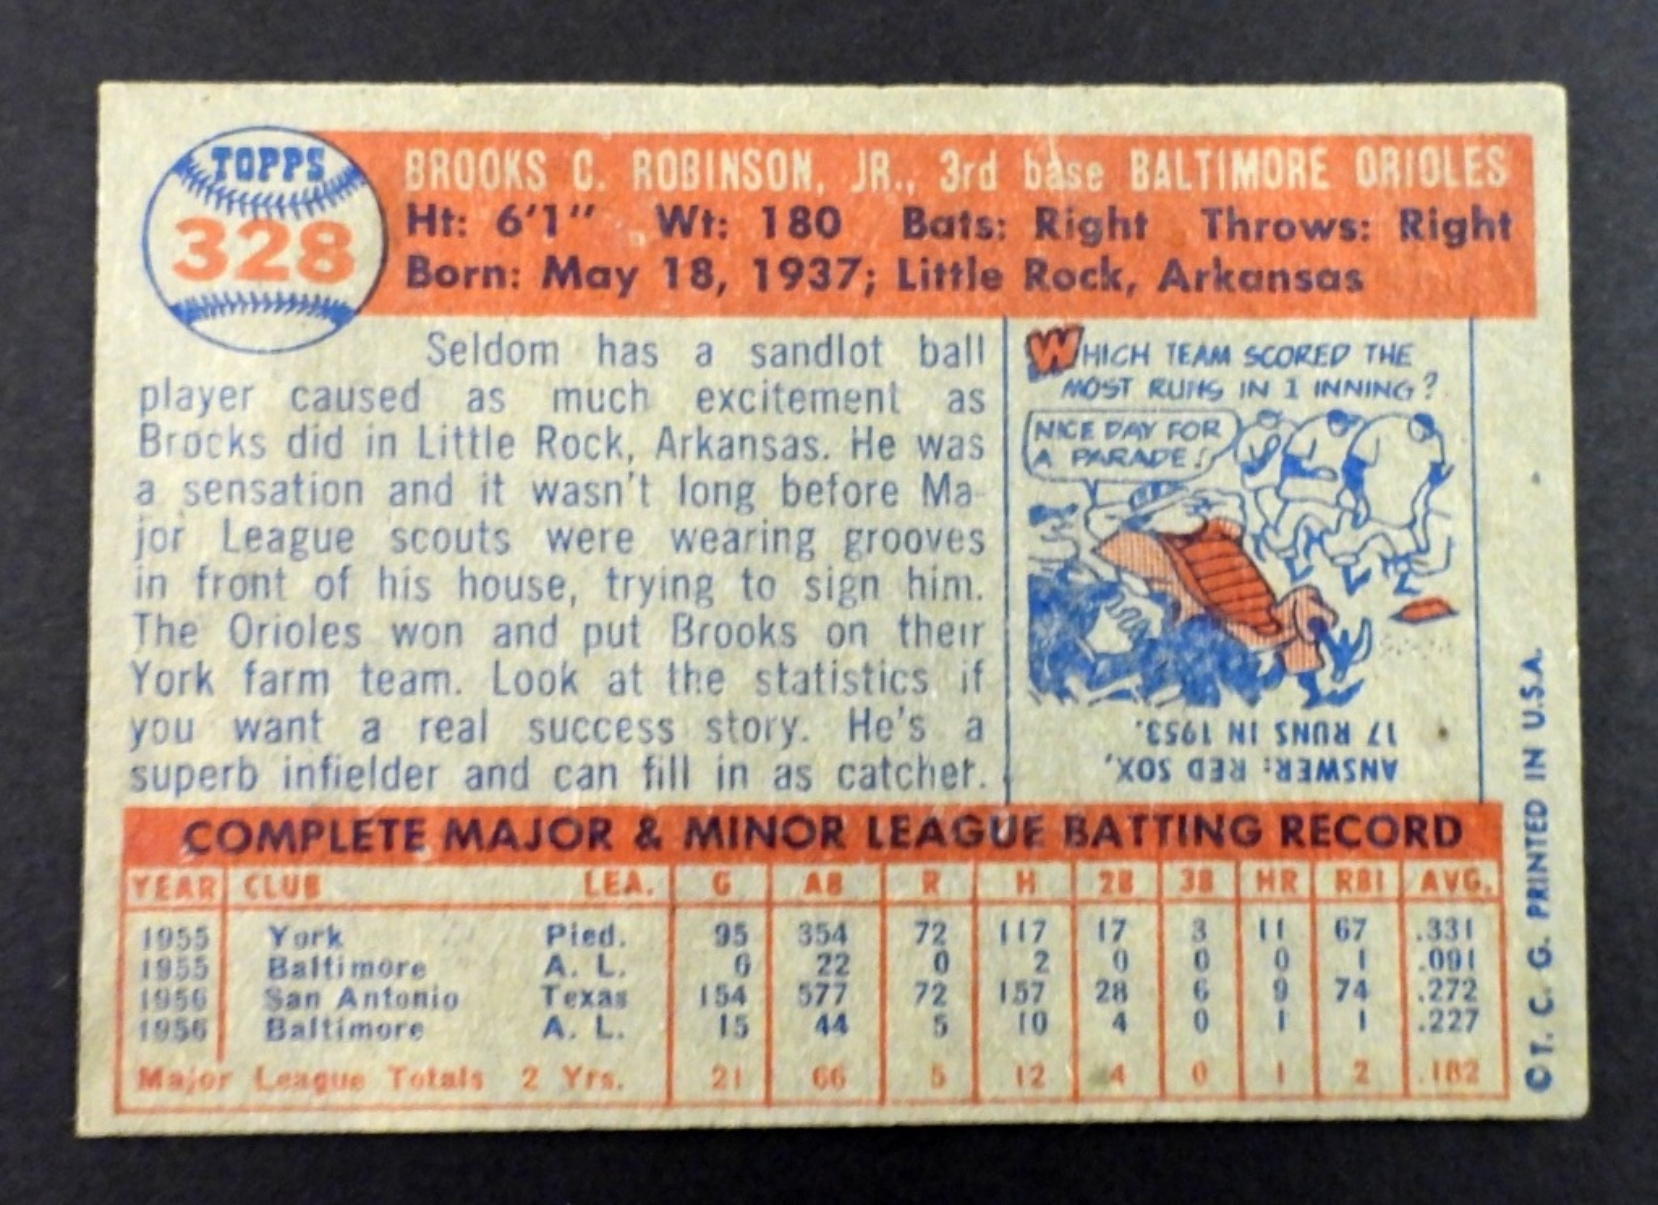 TOPPS
328
BROOKS C. ROBINSON, JR., 3rd base BALTIMORE ORIOLES
Ht: 6'1" Wt: 180 Bats: Right Throws: Right
Born: May 18, 1937; Little Rock, Arkansas
Seldom has a sandlot ball
player caused as much excitement as
Brooks did in Little Rock, Arkansas. He was
a sensation and it wasn't long before Ma-
jor League scouts were wearing grooves
in front of his house, trying to sign him.
The Orioles won and put Brooks on their
York farm team. Look at the statistics if
you want a real success story. He's a
superb infielder and can fill in as catcher.
WHICH TEAM SCORED THE
MOST RUNS IN 1 INNING?
NICE DAY FOR
A PARADE!
ANSWER: RED SOX,
17 RUNS IN 1953.
COMPLETE MAJOR & MINOR LEAGUE BATTING RECORD
YEAR CLUB LEA. G AB R H 2B 3B HR RBI AVG.
1955 York Pied. 95 354 72 117 17 3 11 67 .331
1955 Baltimore A. L. 6 22 0 2 0 0 0 1 .091
1956 San Antonio Texas 154 577 72 157 28 6 9 74 .272
1956 Baltimore A. L. 15 44 5 10 4 0 1 1 .227
Major League Totals 2 Yrs. 21 66 5 12 4 0 1 2 .182
© T. C. G. PRINTED IN U.S.A.